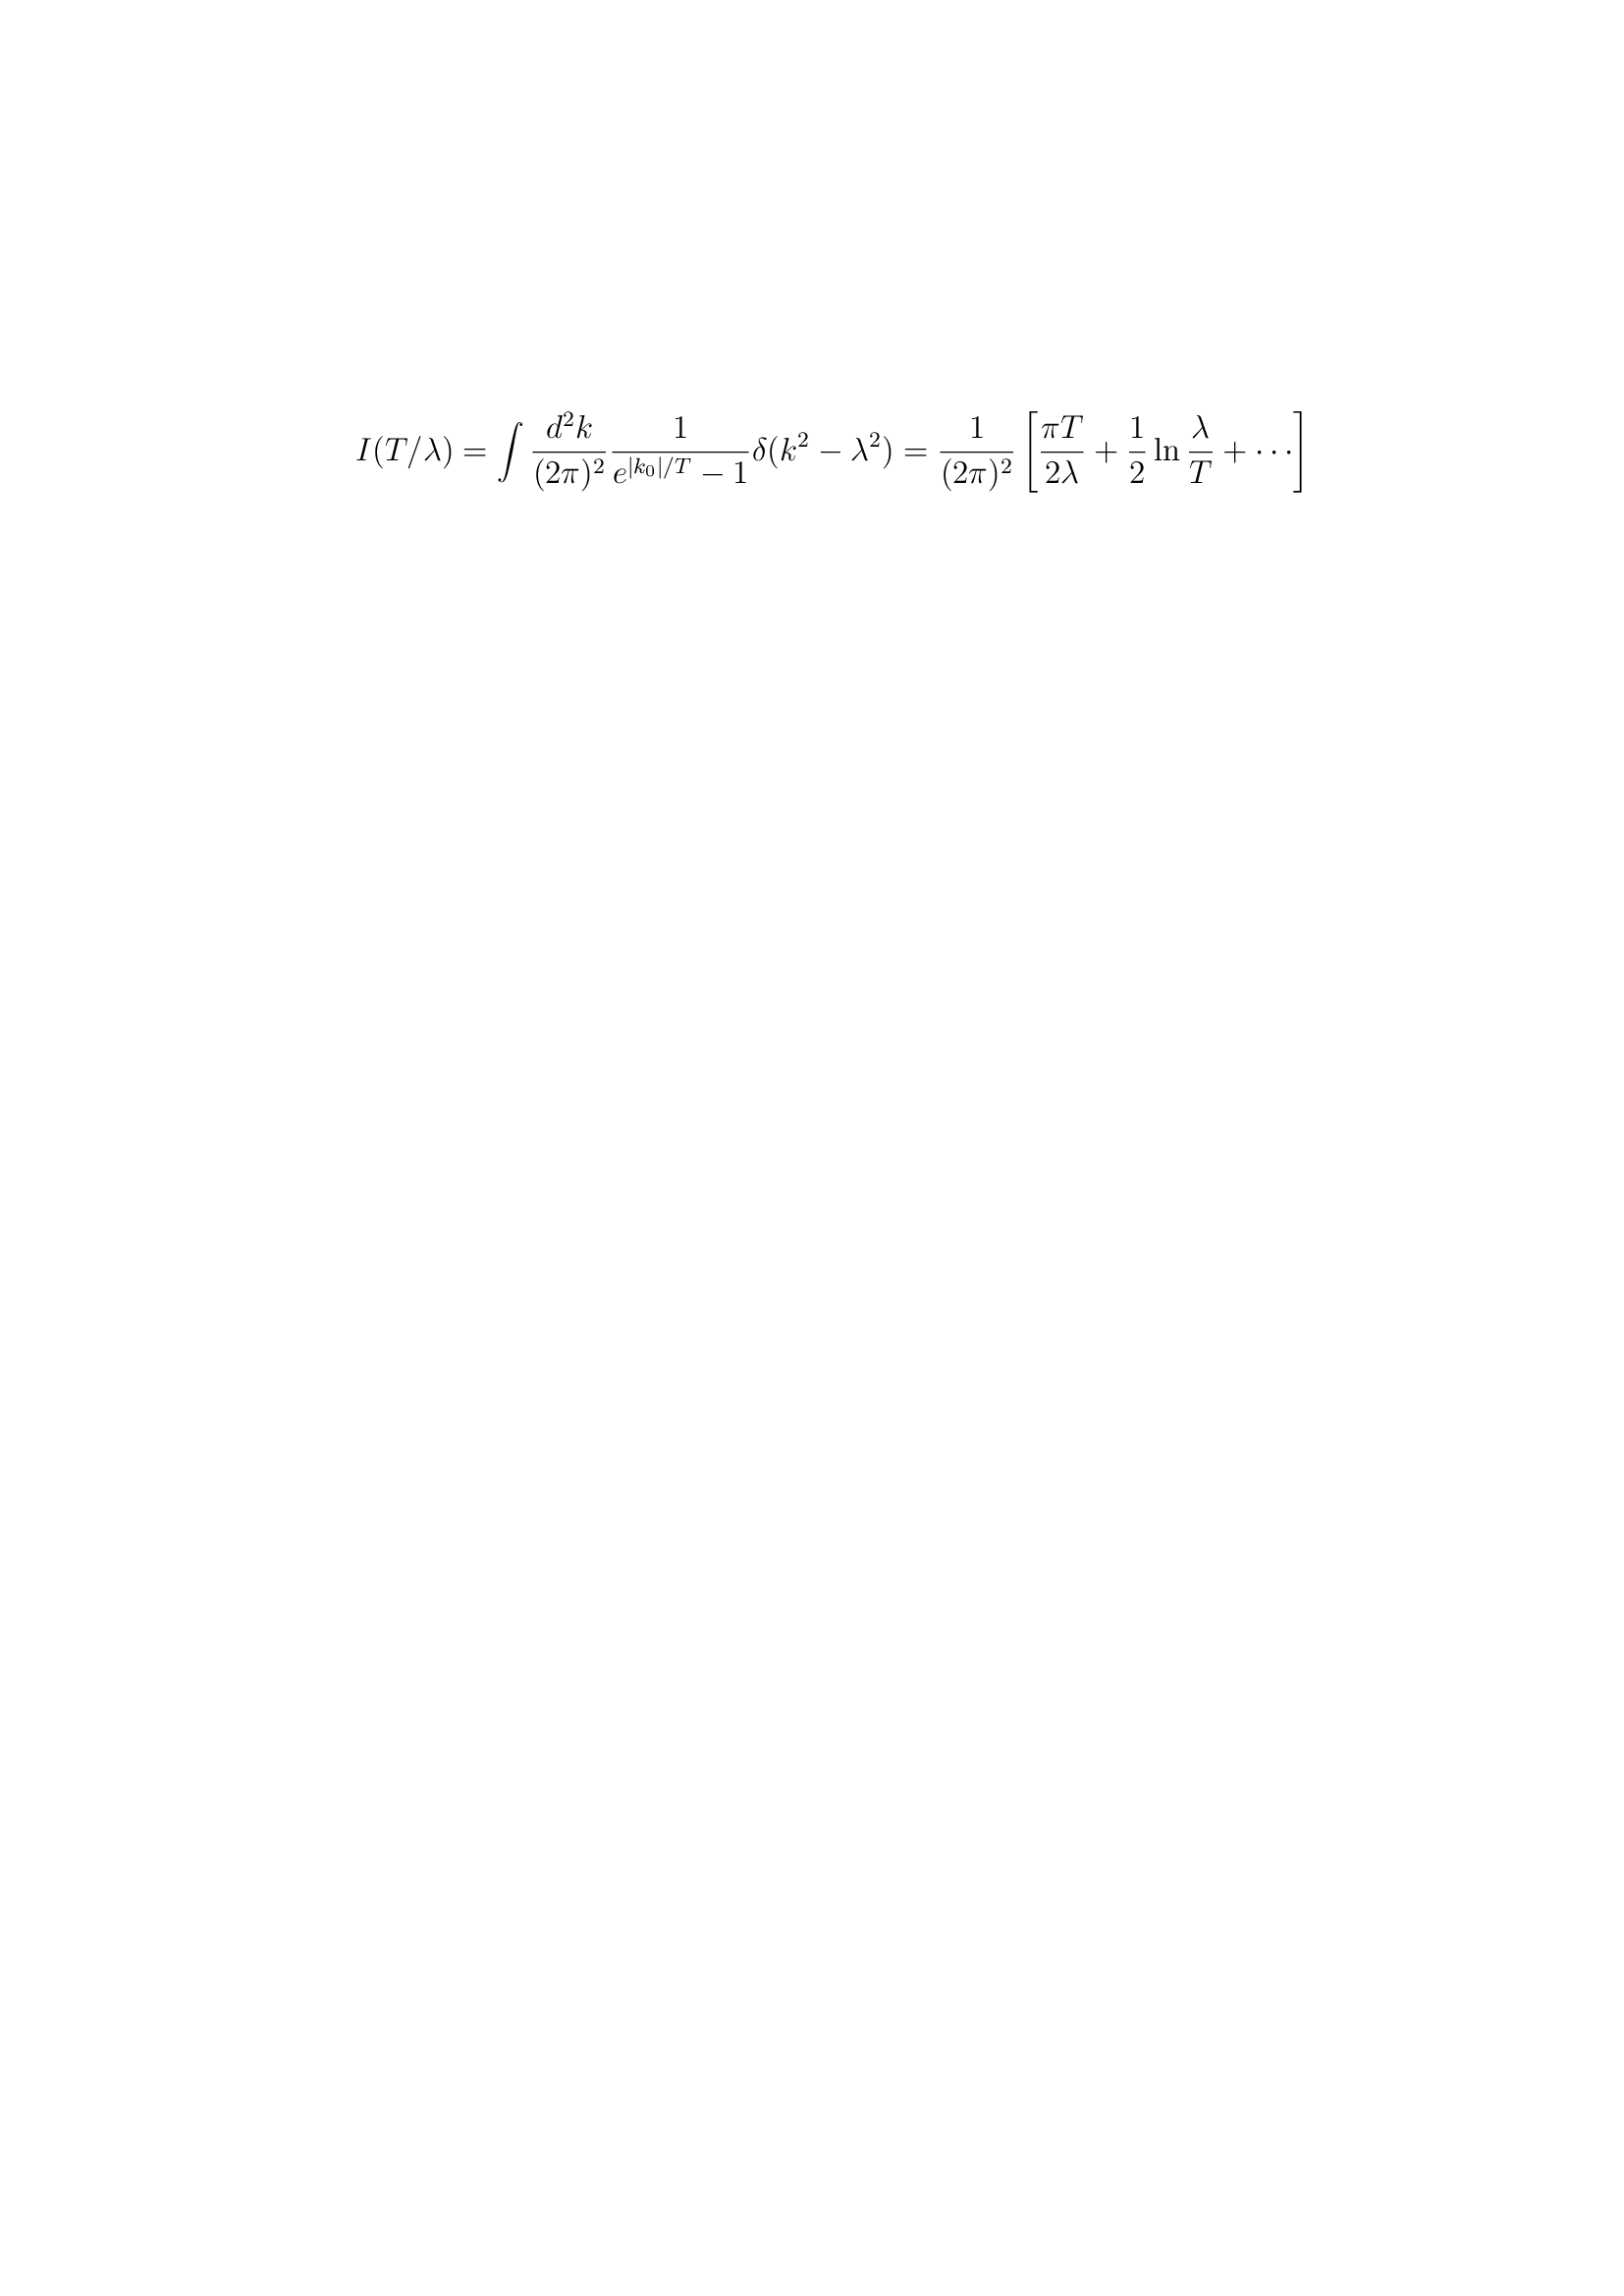 $I(T/\lambda) = \int \frac{d^2k}{(2\pi)^2} \frac{1}{e^{|k_0|/T} - 1} \delta(k^2 - \lambda^2) = \frac{1}{(2\pi)^2} \left[ \frac{\pi T}{2\lambda} + \frac{1}{2} \ln \frac{\lambda}{T} + \cdots \right]$